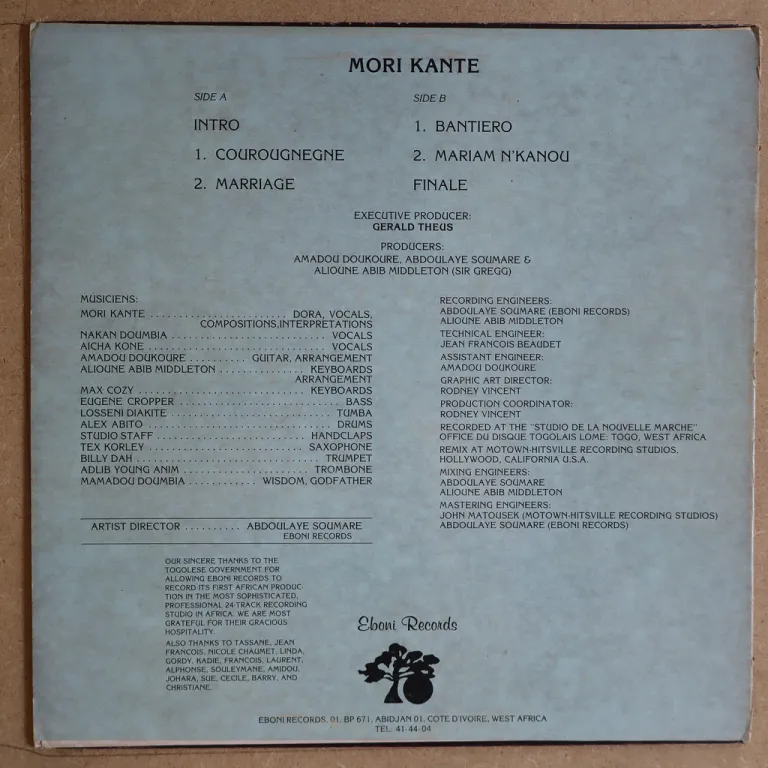 MORI KANTE
SIDE A
INTRO
1. COUROUGNEGNE
2. MARRIAGE
SIDE B
1. BANTIERO
2. MARIAM N'KANOU
FINALE
EXECUTIVE PRODUCER:
GERALD THEUS
PRODUCERS:
AMADOU DOUKOURE, ABDOULAYE SOUMARE &
ALIOUNE ABIB MIDDLETON (SIR GREGG)
MUSICIENS:
MORI KANTE ...................... DORA, VOCALS,
COMPOSITIONS,INTERPRETATIONS
NAKAN DOUMBIA ........................ VOCALS
AICHA KONE ............................ VOCALS
AMADOU DOUKOURE .......... GUITAR, ARRANGEMENT
ALIOUNE ABIB MIDDLETON .............. KEYBOARDS
ARRANGEMENT
MAX COZY ............................ KEYBOARDS
EUGENE CROPPER .......................... BASS
LOSSENI DIAKITE ......................... TUMBA
ALEX ABITO ............................. DRUMS
STUDIO STAFF ....................... HANDCLAPS
TEX KORLEY ........................ SAXOPHONE
BILLY DAH ............................ TRUMPET
ADLIB YOUNG ANIM .................. TROMBONE
MAMADOU DOUMBIA ............ WISDOM, GODFATHER
ARTIST DIRECTOR .......... ABDOULAYE SOUMARE
EBONI RECORDS
OUR SINCERE THANKS TO THE
TOGOLESE GOVERNMENT FOR
ALLOWING EBONI RECORDS TO
RECORD ITS FIRST AFRICAN PRODUC-
TION IN THE MOST SOPHISTICATED,
PROFESSIONAL 24-TRACK RECORDING
STUDIO IN AFRICA. WE ARE MOST
GRATEFUL FOR THEIR GRACIOUS
HOSPITALITY.
ALSO THANKS TO TASSANE, JEAN
FRANCOIS, NICOLE CHAUMET, LINDA,
GORDY, KADIE, FRANCOIS, LAURENT,
ALPHONSE, SOULEYMANE, AMIDOU,
JOHARA, SUE, CECILE, BARRY, AND
CHRISTIANE.
RECORDING ENGINEERS:
ABDOULAYE SOUMARE (EBONI RECORDS)
ALIOUNE ABIB MIDDLETON
TECHNICAL ENGINEER:
JEAN FRANCOIS BEAUDET
ASSISTANT ENGINEER:
AMADOU DOUKOURE
GRAPHIC ART DIRECTOR:
RODNEY VINCENT
PRODUCTION COORDINATOR:
RODNEY VINCENT
RECORDED AT THE "STUDIO DE LA NOUVELLE MARCHE"
OFFICE DU DISQUE TOGOLAIS LOME: TOGO, WEST AFRICA
REMIX AT MOTOWN-HITSVILLE RECORDING STUDIOS,
HOLLYWOOD, CALIFORNIA U.S.A.
MIXING ENGINEERS:
ABDOULAYE SOUMARE
ALIOUNE ABIB MIDDLETON
MASTERING ENGINEERS:
JOHN MATOUSEK (MOTOWN-HITSVILLE RECORDING STUDIOS)
ABDOULAYE SOUMARE (EBONI RECORDS)
Eboni Records
EBONI RECORDS, 01, BP 671, ABIDJAN 01, COTE D'IVOIRE, WEST AFRICA
TEL. 41-44-04